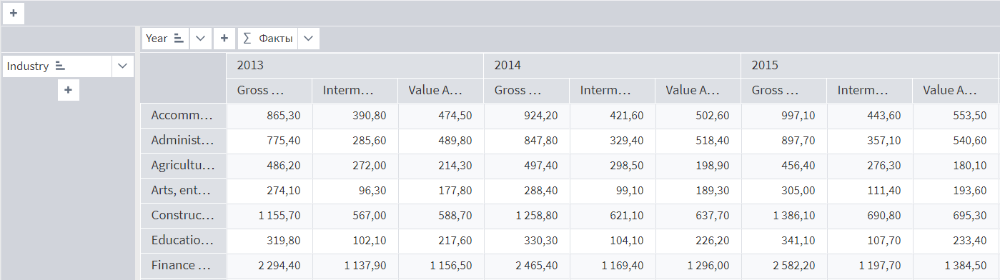 Year Σ Факты
Industry
2013 2014 2015
Gross … Interm… Value A… Gross … Interm… Value A… Gross … Interm… Value A…
Accomm… 865,30 390,80 474,50 924,20 421,60 502,60 997,10 443,60 553,50
Administ… 775,40 285,60 489,80 847,80 329,40 518,40 897,70 357,10 540,60
Agricultu… 486,20 272,00 214,30 497,40 298,50 198,90 456,40 276,30 180,10
Arts, ent… 274,10 96,30 177,80 288,40 99,10 189,30 305,00 111,40 193,60
Construc… 1 155,70 567,00 588,70 1 258,80 621,10 637,70 1 386,10 690,80 695,30
Educatio… 319,80 102,10 217,60 330,30 104,10 226,20 341,10 107,70 233,40
Finance … 2 294,40 1 137,90 1 156,50 2 465,40 1 169,40 1 296,00 2 582,20 1 197,70 1 384,50